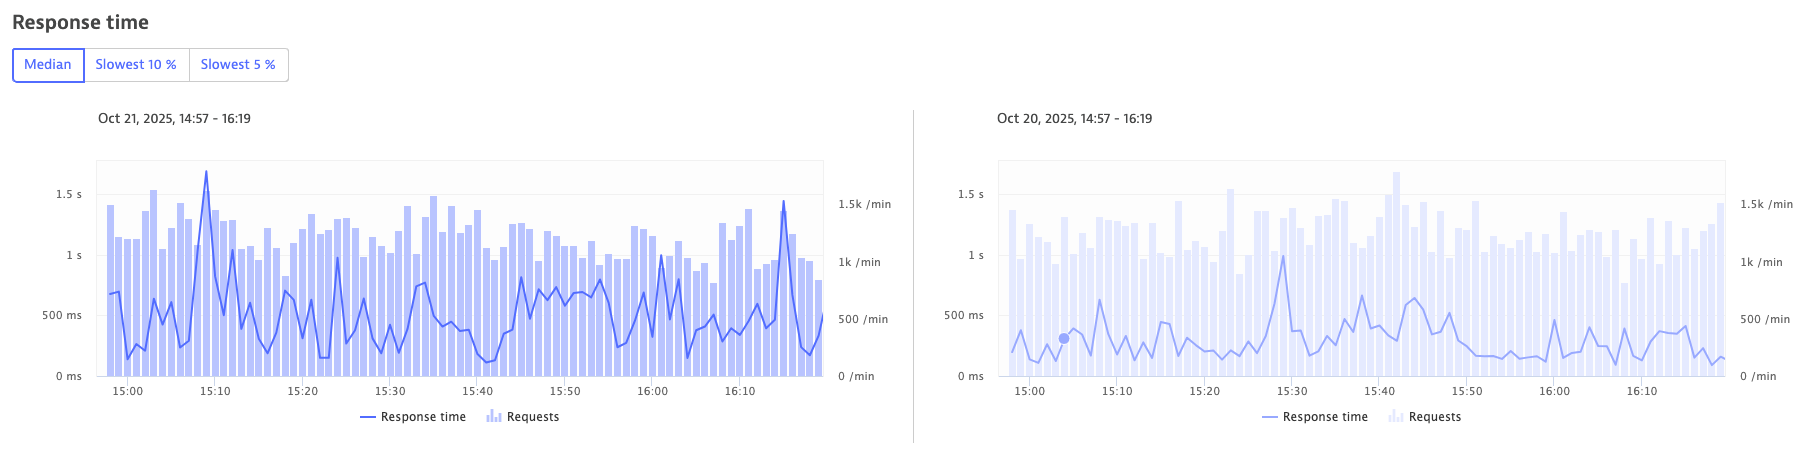 Response time
Median Slowest 10 % Slowest 5 %
Oct 21, 2025, 14:57 - 16:19
1.5 s
1 s
500 ms
0 ms
1.5k /min
1k /min
500 /min
0 /min
15:00 15:10 15:20 15:30 15:40 15:50 16:00 16:10
Response time Requests
Oct 20, 2025, 14:57 - 16:19
1.5 s
1 s
500 ms
0 ms
1.5k /min
1k /min
500 /min
0 /min
15:00 15:10 15:20 15:30 15:40 15:50 16:00 16:10
Response time Requests